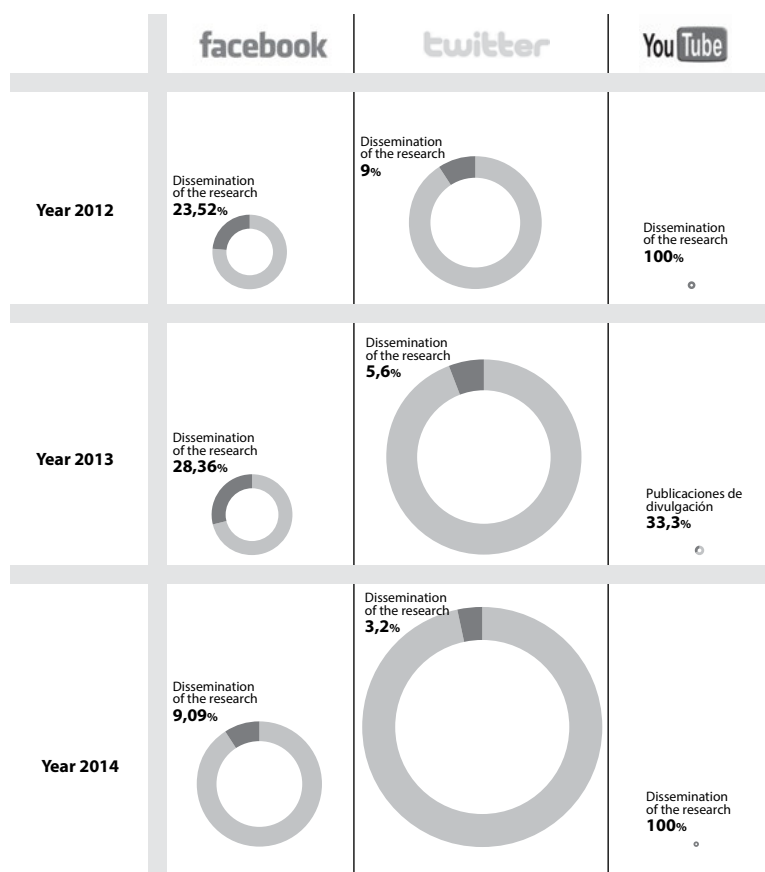 facebook
twitter
You Tube
Year 2012
Dissemination
of the research
23,52%
Dissemination
of the research
9%
Dissemination
of the research
100%
Year 2013
Dissemination
of the research
28,36%
Dissemination
of the research
5,6%
Publicaciones de
divulgación
33,3%
Year 2014
Dissemination
of the research
9,09%
Dissemination
of the research
3,2%
Dissemination
of the research
100%